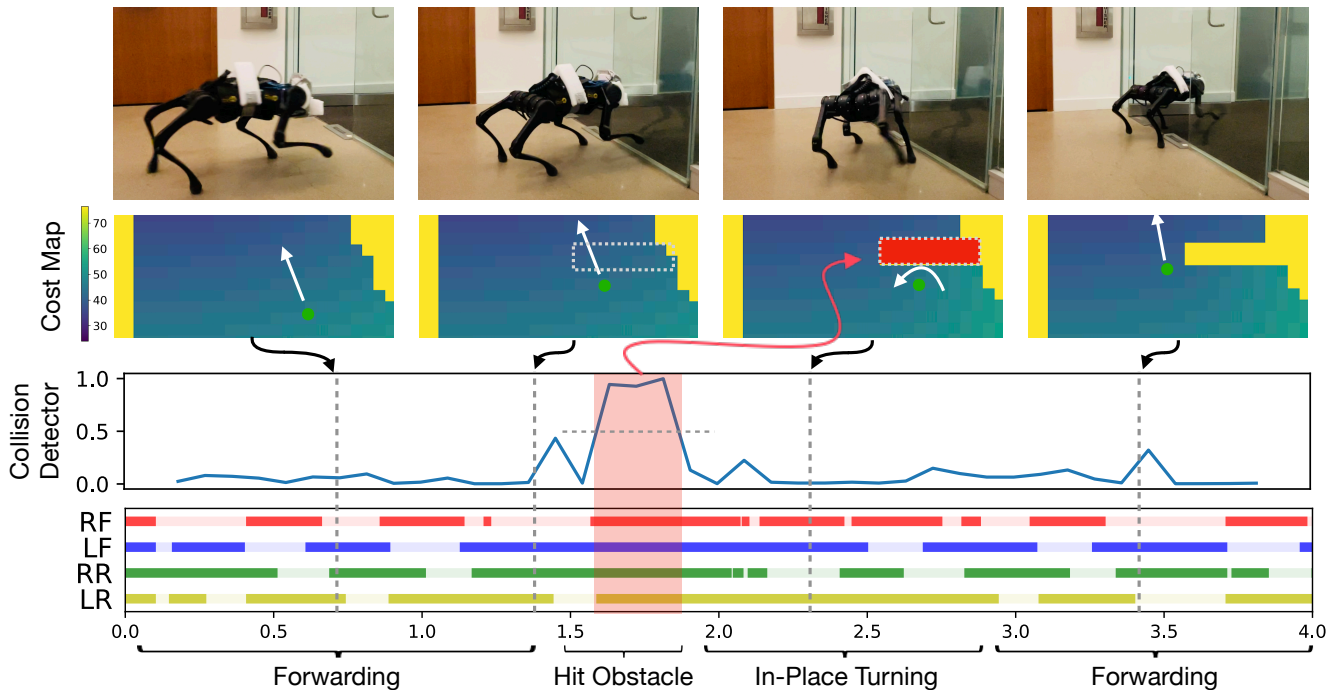 Cost Map
70
60
50
40
30
Collision
Detector
1.0
0.5
0.0
RF
LF
RR
LR
0.0 0.5 1.0 1.5 2.0 2.5 3.0 3.5 4.0
Forwarding Hit Obstacle In-Place Turning Forwarding